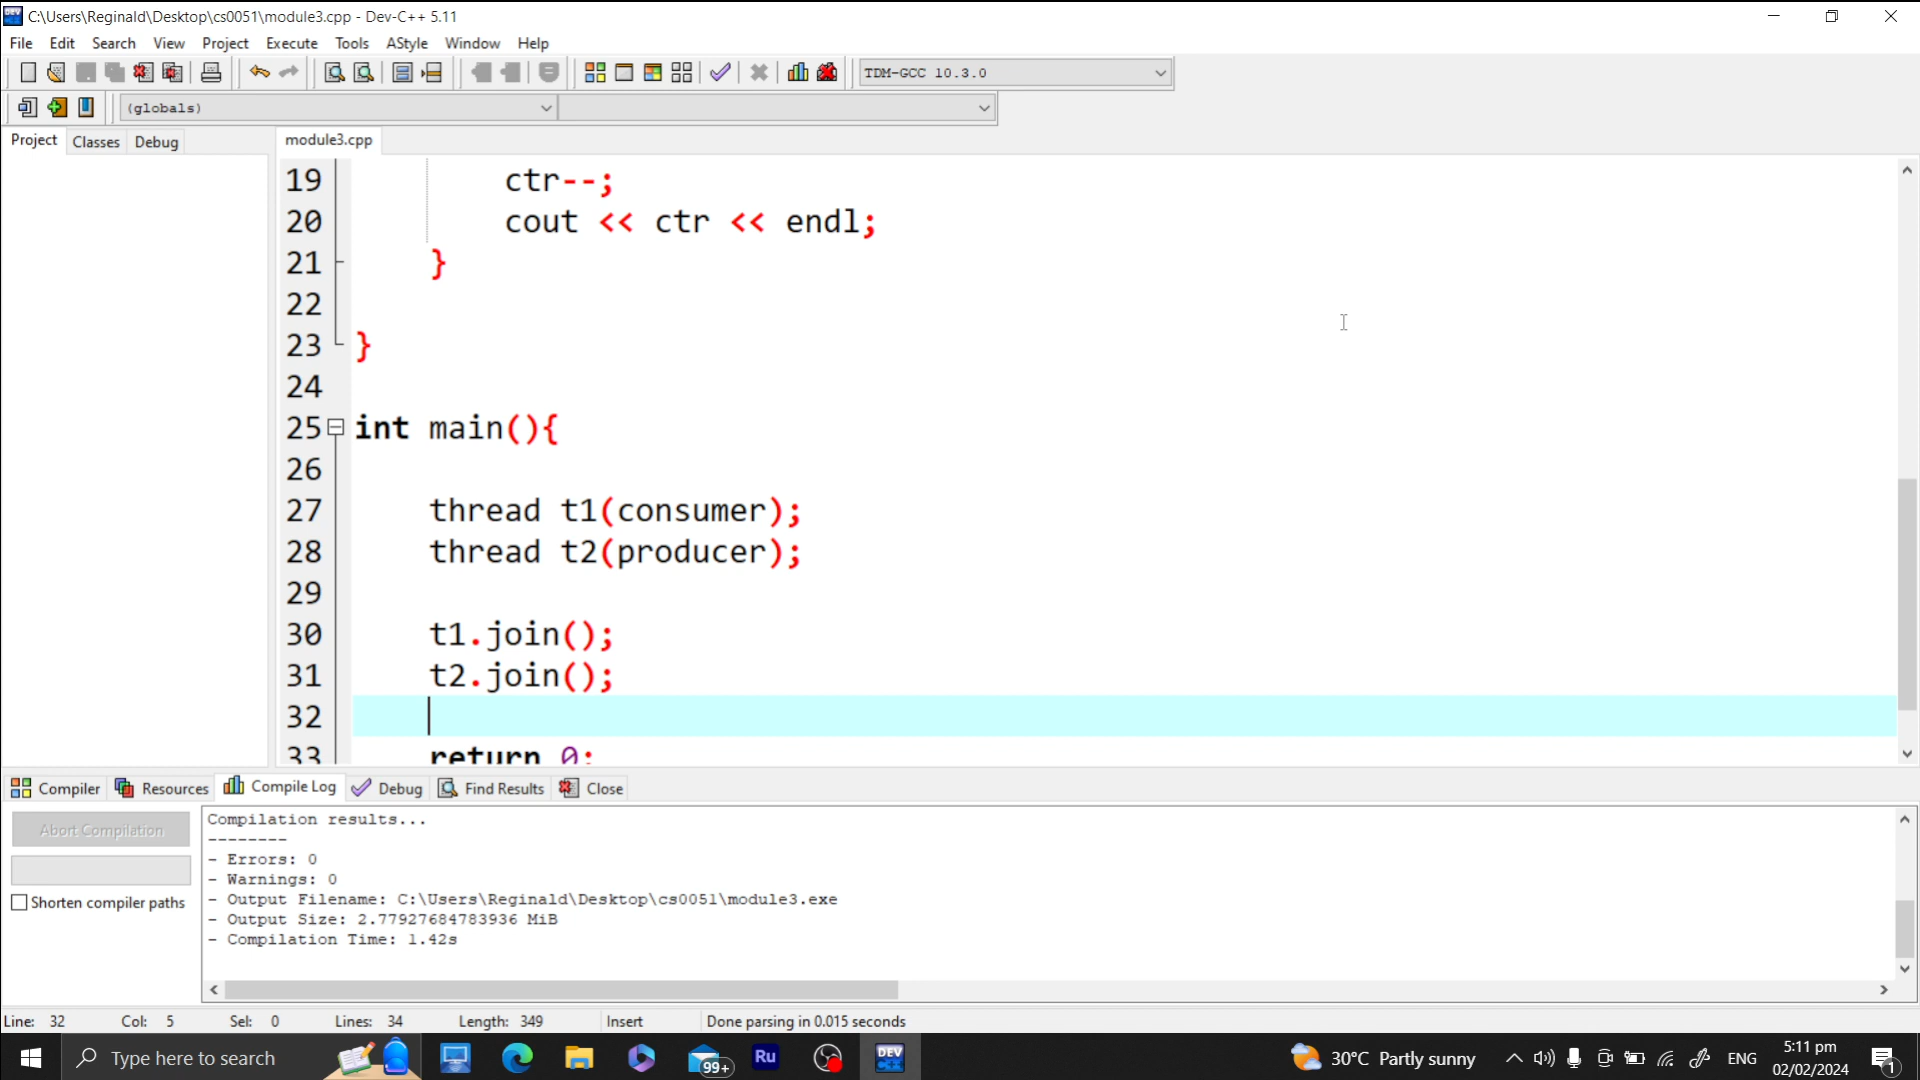 C:\Users\Reginald\Desktop\cs0051\module3.cpp - Dev-C++ 5.11
File Edit Search View Project Execute Tools AStyle Window Help
TDM-GCC 10.3.0
(globals)
Project Classes Debug
module3.cpp
19 ctr--;
20 cout << ctr << endl;
21 }
22
23 }
24
25 int main(){
26
27 thread t1(consumer);
28 thread t2(producer);
29
30 t1.join();
31 t2.join();
32
33 return 0;
Compiler Resources Compile Log Debug Find Results Close
Abort Compilation
Shorten compiler paths
Compilation results...
--------
- Errors: 0
- Warnings: 0
- Output Filename: C:\Users\Reginald\Desktop\cs0051\module3.exe
- Output Size: 2.77927684783936 MiB
- Compilation Time: 1.42s
Line: 32 Col: 5 Sel: 0 Lines: 34 Length: 349 Insert Done parsing in 0.015 seconds
Type here to search
99+
Ru
DEV
30°C Partly sunny
ENG
5:11 pm
02/02/2024
1